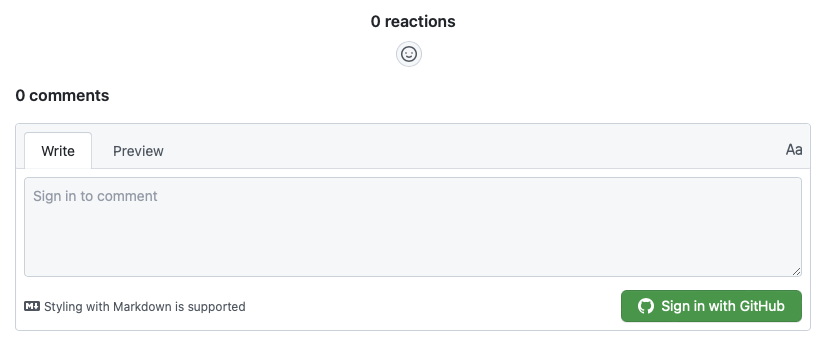 0 reactions
0 comments
Write
Preview
Aa
Sign in to comment
Styling with Markdown is supported
Sign in with GitHub